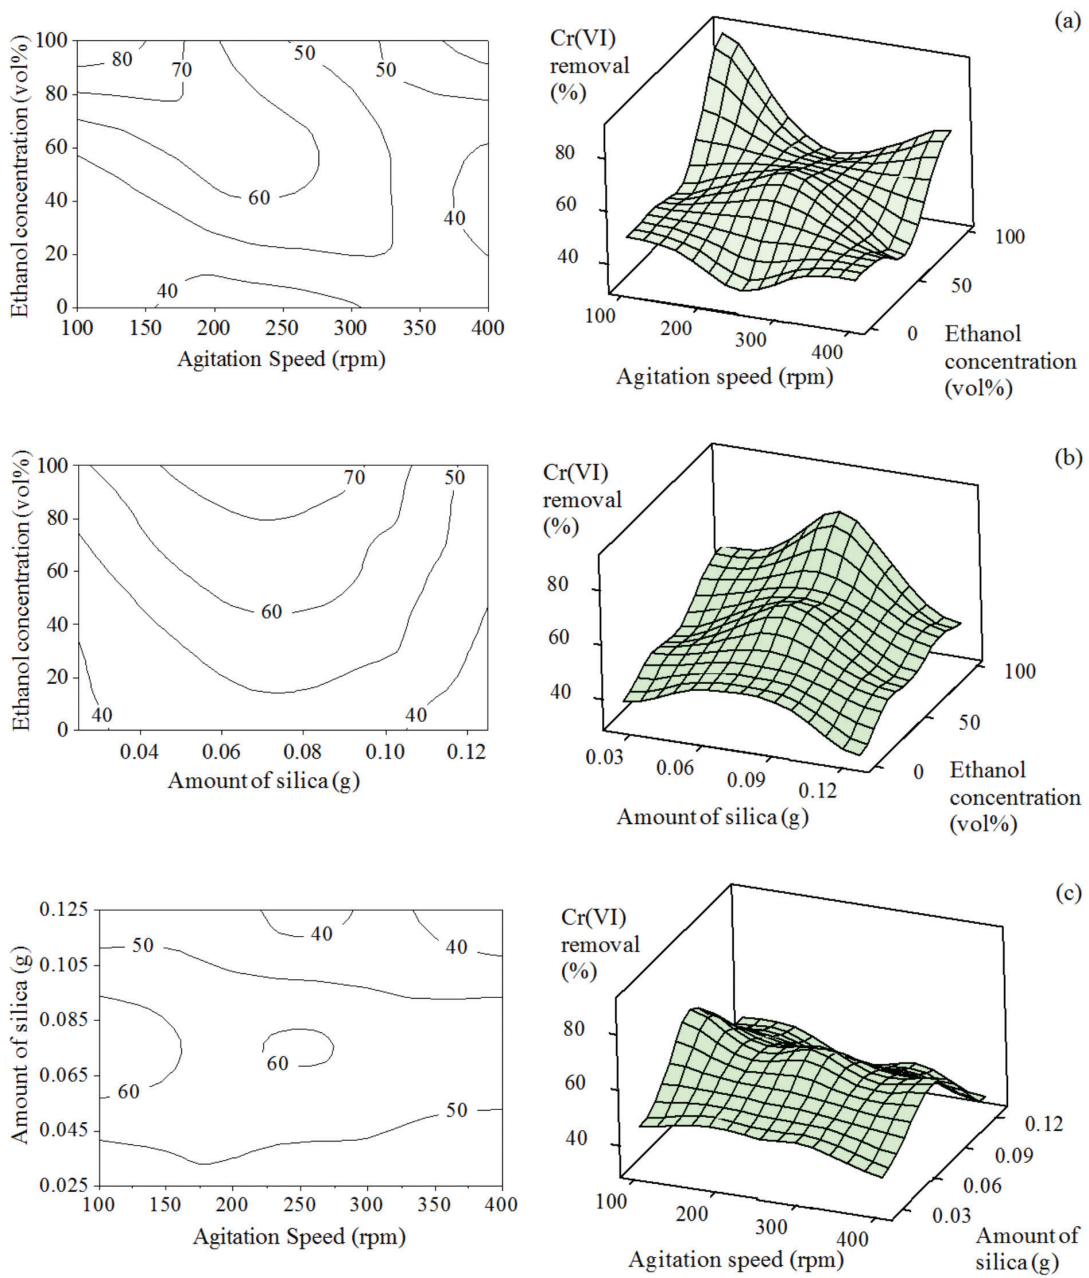 (a)
Ethanol concentration (vol%)
100
80
60
40
20
0
80
70
50
50
60
40
40
100 150 200 250 300 350 400
Agitation Speed (rpm)
Cr(VI)
removal
(%)
80
60
40
100
200
300
400
Agitation speed (rpm)
0
50
100
Ethanol
concentration
(vol%)
(b)
Ethanol concentration (vol%)
100
80
60
40
20
0
70
50
60
40
40
0.04 0.06 0.08 0.10 0.12
Amount of silica (g)
Cr(VI)
removal
(%)
80
60
40
0.03
0.06
0.09
0.12
Amount of silica (g)
0
50
100
Ethanol
concentration
(vol%)
(c)
Amount of silica (g)
0.125
0.105
0.085
0.065
0.045
0.025
50
40
40
60
60
50
100 150 200 250 300 350 400
Agitation Speed (rpm)
Cr(VI)
removal
(%)
80
60
40
100
200
300
400
Agitation speed (rpm)
0.03
0.06
0.09
0.12
Amount of
silica (g)